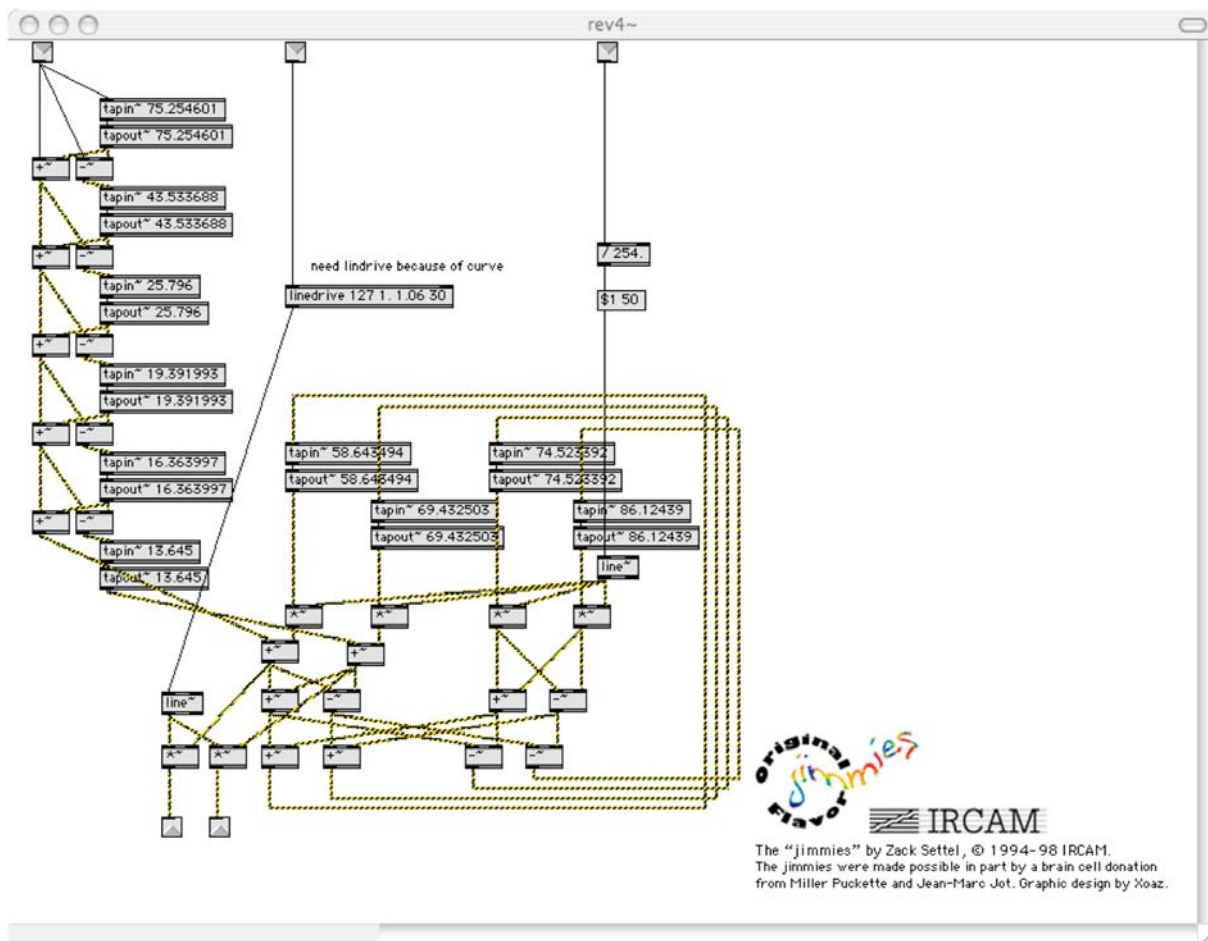 rev4~
tapin~ 75.254601
tapout~ 75.254601
+~ -~
tapin~ 43.533688
tapout~ 43.533688
+~ -~
/ 254.
need lindrive because of curve
tapin~ 25.796
linedrive 127 1. 1.06 30
$1 50
tapout~ 25.796
+~ -~
tapin~ 19.391993
tapout~ 19.391993
+~ -~
tapin~ 58.643494 tapin~ 74.523392
tapin~ 16.363997
tapout~ 58.643494 tapout~ 74.523392
tapout~ 16.363997
tapin~ 69.432503 tapin~ 86.12439
+~ -~
tapout~ 69.432503 tapout~ 86.12439
tapin~ 13.645
line~
tapout~ 13.645
*~ *~ *~ *~
+~ +~
line~ +~ -~ +~ -~
*~ *~ +~ +~ -~ -~
Original
jimmies
Flavor
IRCAM
The "jimmies" by Zack Settel, © 1994-98 IRCAM.
The jimmies were made possible in part by a brain cell donation
from Miller Puckette and Jean-Marc Jot. Graphic design by Xoaz.